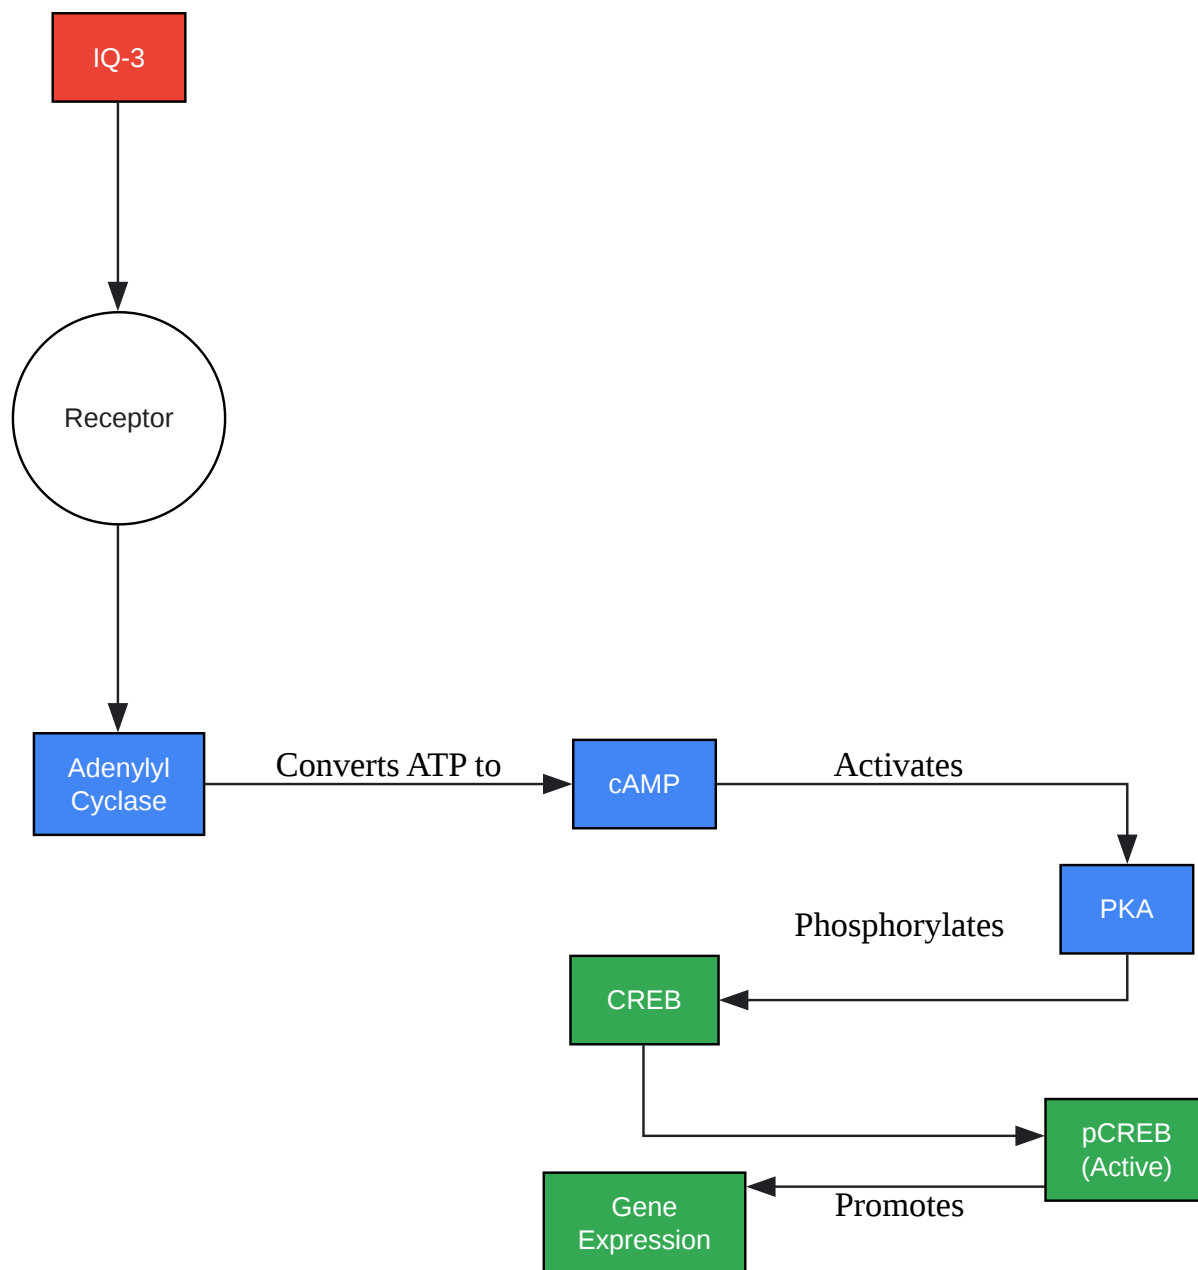 IQ-3
Receptor
Adenylyl
Cyclase
Converts ATP to
cAMP
Activates
PKA
Phosphorylates
CREB
pCREB
(Active)
Promotes
Gene
Expression